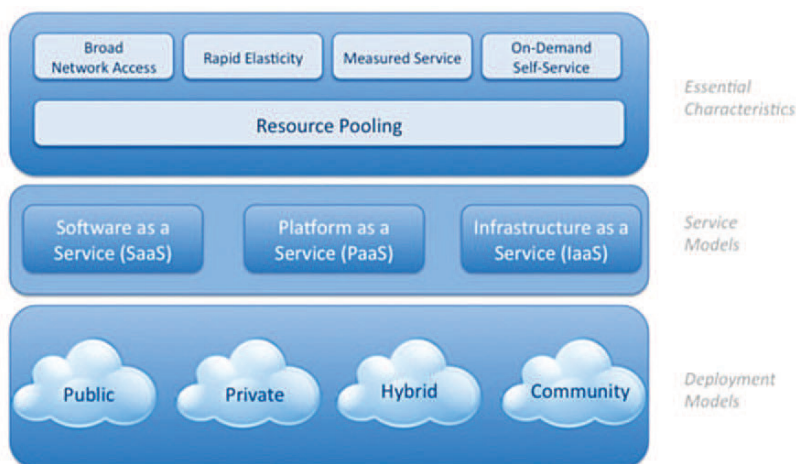 Broad
Network Access
Rapid Elasticity
Measured Service
On-Demand
Self-Service
Resource Pooling
Essential
Characteristics
Software as a
Service (SaaS)
Platform as a
Service (PaaS)
Infrastructure as a
Service (IaaS)
Service
Models
Public
Private
Hybrid
Community
Deployment
Models